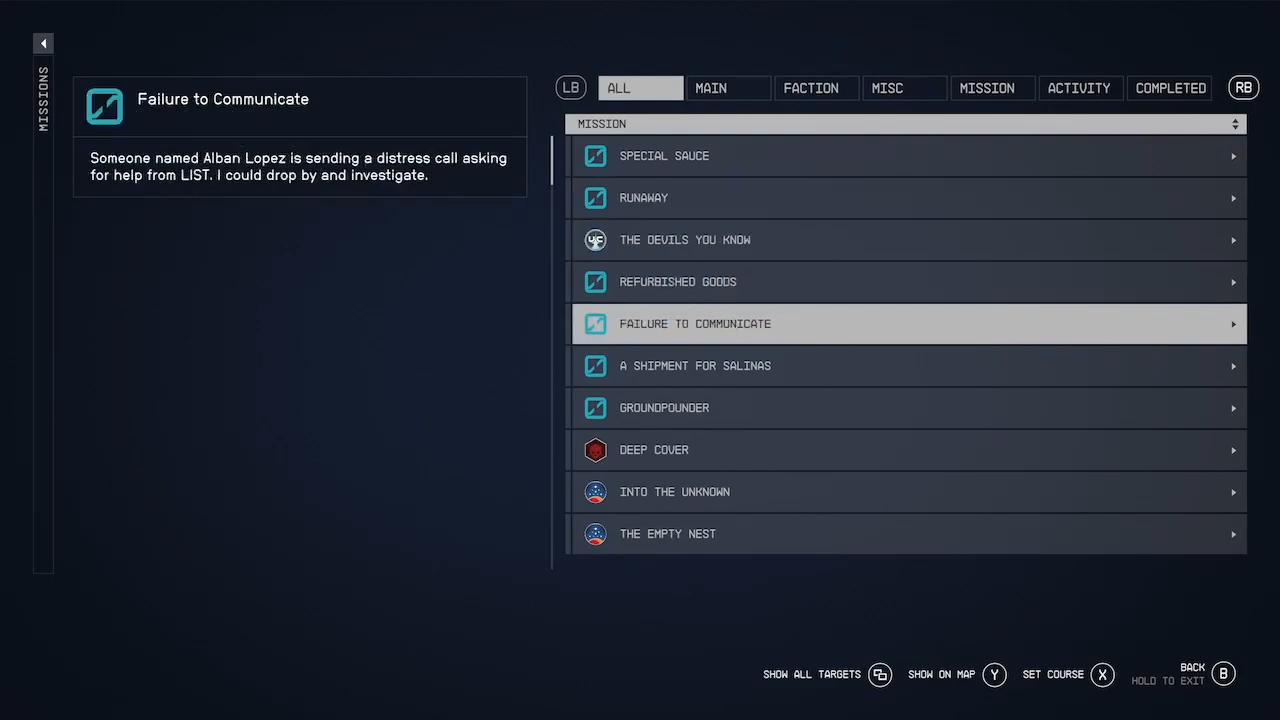 MISSIONS
Failure to Communicate
Someone named Alban Lopez is sending a distress call asking
for help from LIST. I could drop by and investigate.
LB ALL MAIN FACTION MISC MISSION ACTIVITY COMPLETED RB
MISSION
SPECIAL SAUCE
RUNAWAY
UC THE DEVILS YOU KNOW
REFURBISHED GOODS
FAILURE TO COMMUNICATE
A SHIPMENT FOR SALINAS
GROUNDPOUNDER
DEEP COVER
INTO THE UNKNOWN
THE EMPTY NEST
SHOW ALL TARGETS SHOW ON MAP Y SET COURSE X BACK B
HOLD TO EXIT